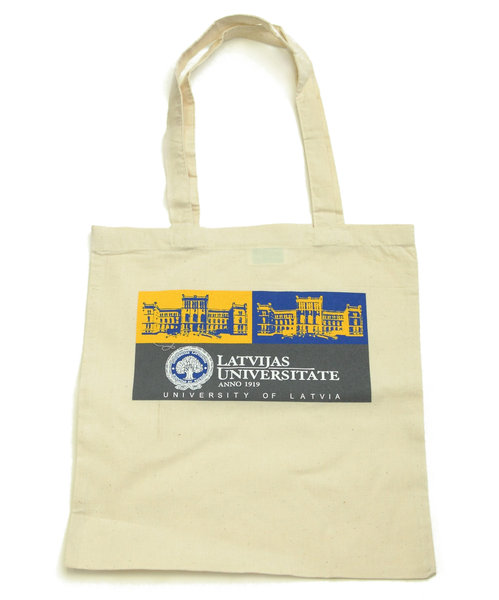 LATVIJAS
UNIVERSITĀTE
ANNO 1919
UNIVERSITY OF LATVIA